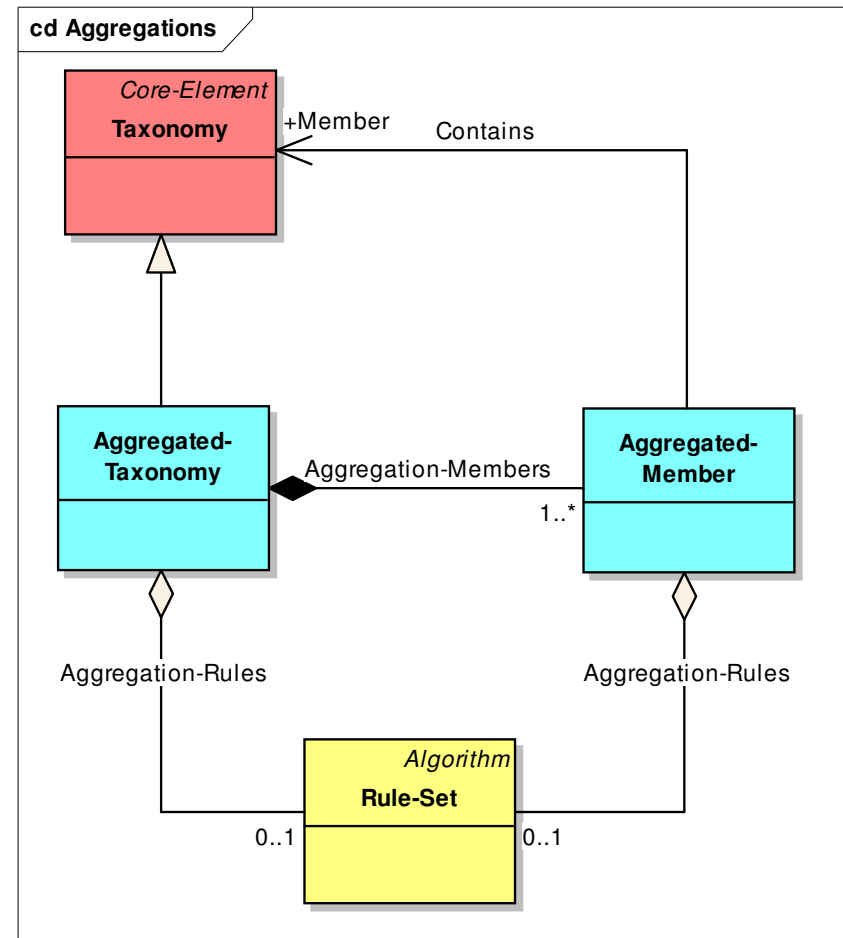 cd Aggregations
Core-Element
Taxonomy
+Member
Contains
Aggregated-
Taxonomy
Aggregation-Members
1..*
Aggregated-
Member
Aggregation-Rules
Aggregation-Rules
Algorithm
Rule-Set
0..1
0..1